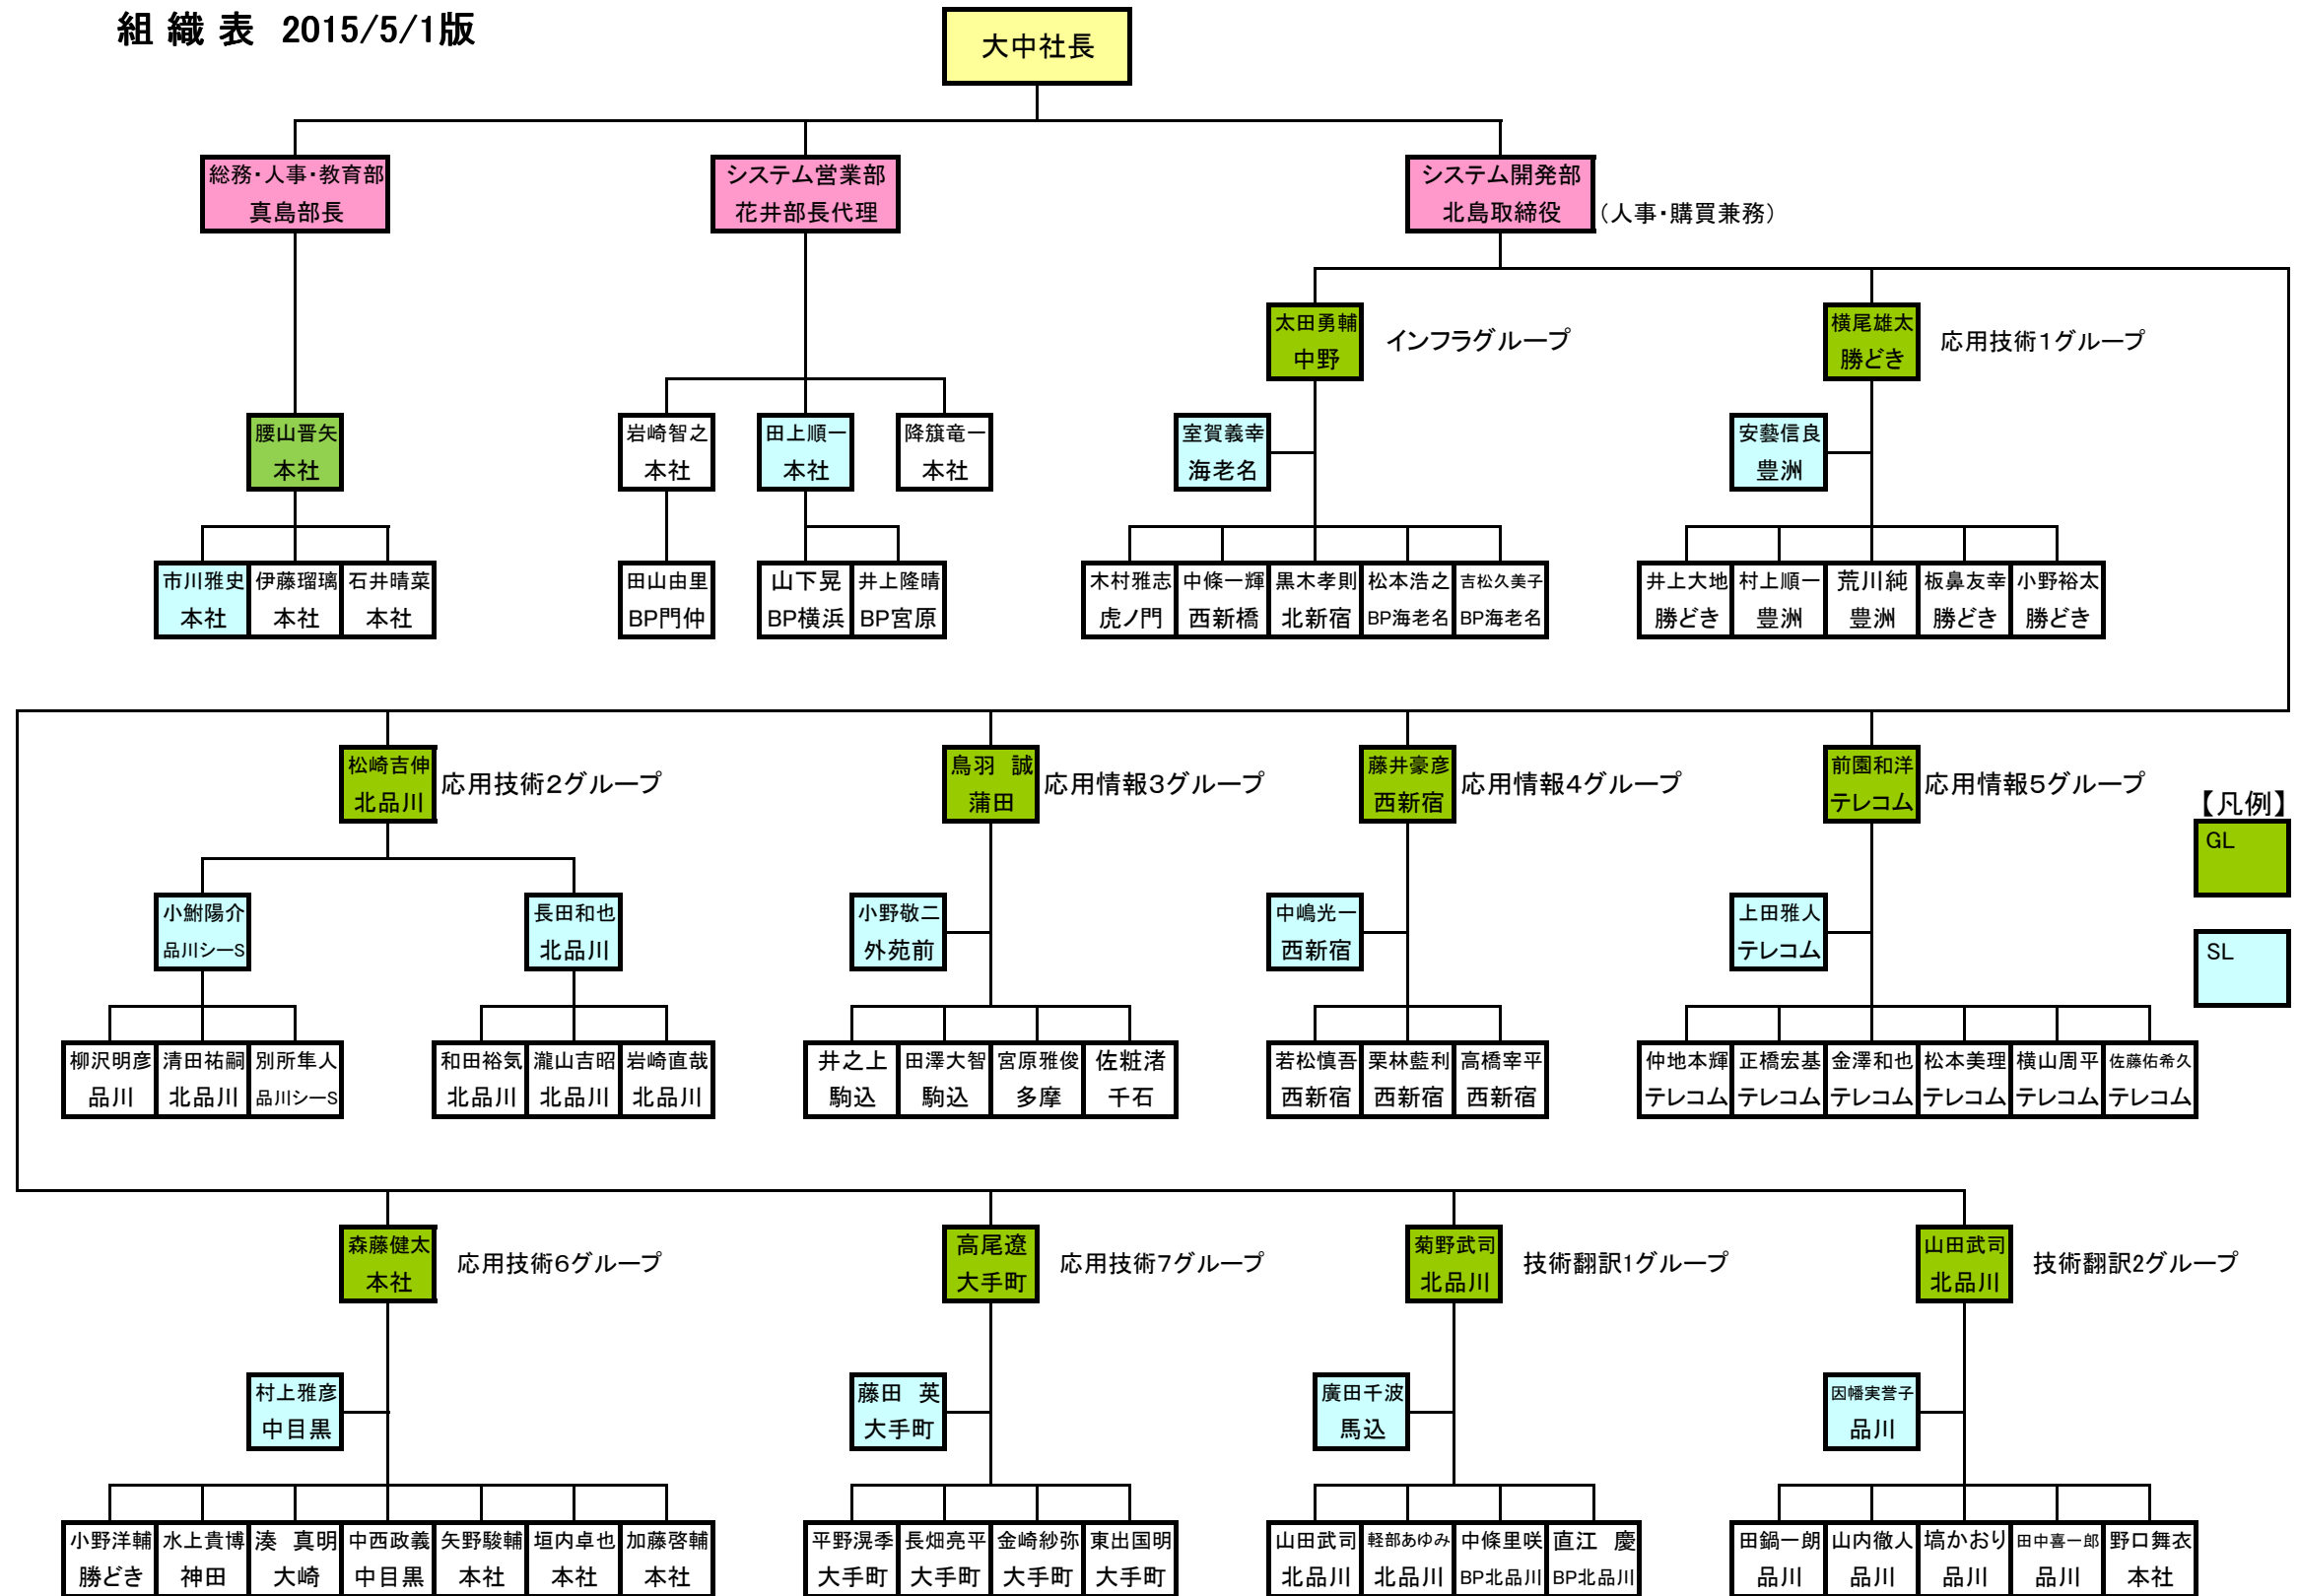 組 織 表 2015/5/1版
大中社長
総務・人事・教育部
真島部長
システム営業部
花井部長代理
システム開発部
北島取締役
（人事・購買兼務）
太田勇輔
中野
インフラグループ
横尾雄太
勝どき
応用技術1グループ
腰山晋矢
本社
岩崎智之
本社
田上順一
本社
降籏竜一
本社
室賀義幸
海老名
安藝信良
豊洲
市川雅史
本社
伊藤瑠璃
本社
石井晴菜
本社
田山由里
BP門仲
山下晃
BP横浜
井上隆晴
BP宮原
木村雅志
虎ノ門
中條一輝
西新橋
黒木孝則
北新宿
松本浩之
BP海老名
吉松久美子
BP海老名
井上大地
勝どき
村上順一
豊洲
荒川純
豊洲
板鼻友幸
勝どき
小野裕太
勝どき
松崎吉伸
北品川
応用技術2グループ
鳥羽　誠
蒲田
応用情報3グループ
藤井豪彦
西新宿
応用情報4グループ
前園和洋
テレコム
応用情報5グループ
【凡例】
GL
SL
小鮒陽介
品川シーS
長田和也
北品川
小野敬二
外苑前
中嶋光一
西新宿
上田雅人
テレコム
柳沢明彦
品川
清田祐嗣
北品川
別所隼人
品川シーS
和田裕気
北品川
瀧山吉昭
北品川
岩崎直哉
北品川
井之上
駒込
田澤大智
駒込
宮原雅俊
多摩
佐粧渚
千石
若松慎吾
西新宿
栗林藍利
西新宿
高橋宰平
西新宿
仲地本輝
テレコム
正橋宏基
テレコム
金澤和也
テレコム
松本美理
テレコム
横山周平
テレコム
佐藤佑希久
テレコム
森藤健太
本社
応用技術6グループ
高尾遼
大手町
応用技術7グループ
菊野武司
北品川
技術翻訳1グループ
山田武司
北品川
技術翻訳2グループ
村上雅彦
中目黒
藤田　英
大手町
廣田千波
馬込
因幡実誉子
品川
小野洋輔
勝どき
水上貴博
神田
湊　真明
大崎
中西政義
中目黒
矢野駿輔
本社
垣内卓也
本社
加藤啓輔
本社
平野滉季
大手町
長畑亮平
大手町
金崎紗弥
大手町
東出国明
大手町
山田武司
北品川
軽部あゆみ
北品川
中條里咲
BP北品川
直江　慶
BP北品川
田鍋一朗
品川
山内徹人
品川
塙かおり
品川
田中喜一郎
品川
野口舞衣
本社